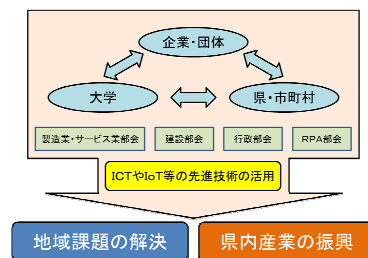 企業・団体
大学
県・市町村
製造業・サービス業部会
建設部会
行政部会
RPA部会
ICTやIoT等の先進技術の活用
地域課題の解決
県内産業の振興